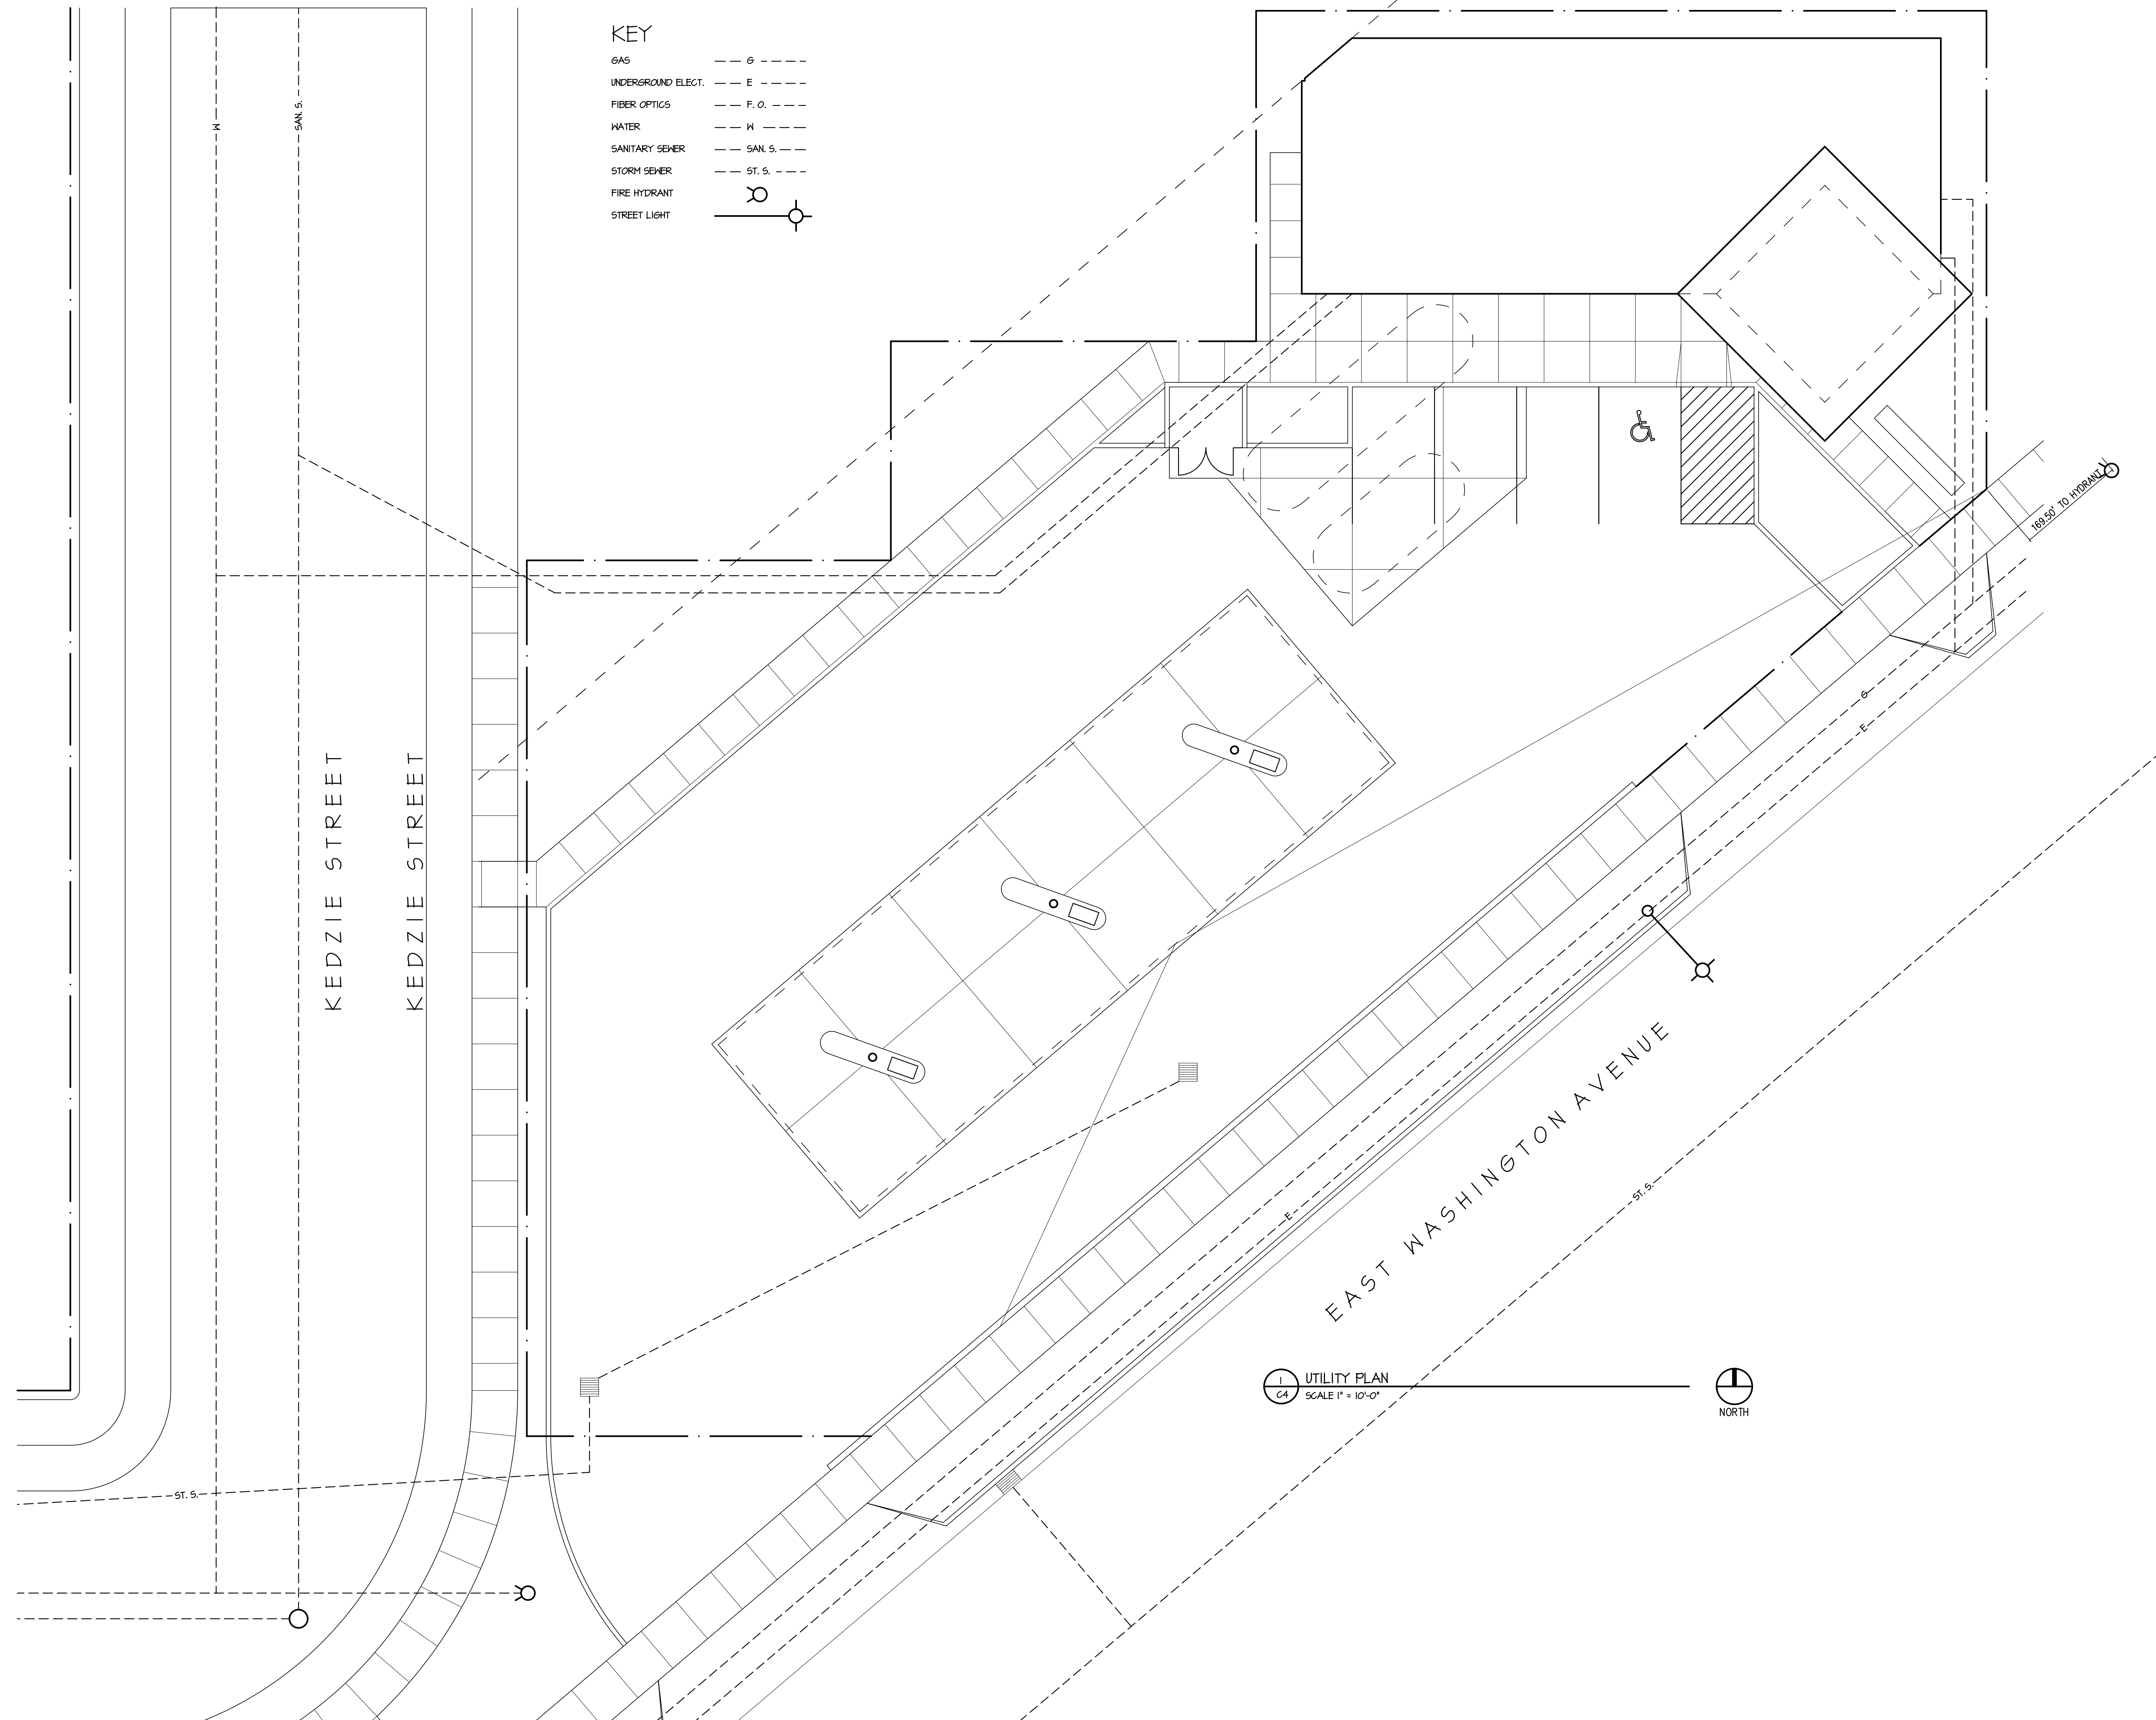 KEY
GAS G
UNDERGROUND ELECT. E
FIBER OPTICS F. O.
WATER W
SANITARY SEWER SAN. S.
STORM SEWER ST. S.
FIRE HYDRANT
STREET LIGHT
W
SAN. S.
169.50' TO HYDRANT
G
E
KEDZIE STREET
KEDZIE STREET
EAST WASHINGTON AVENUE
ST. S.
E
1
C4
UTILITY PLAN
SCALE 1" = 10'-0"
NORTH
ST. S.